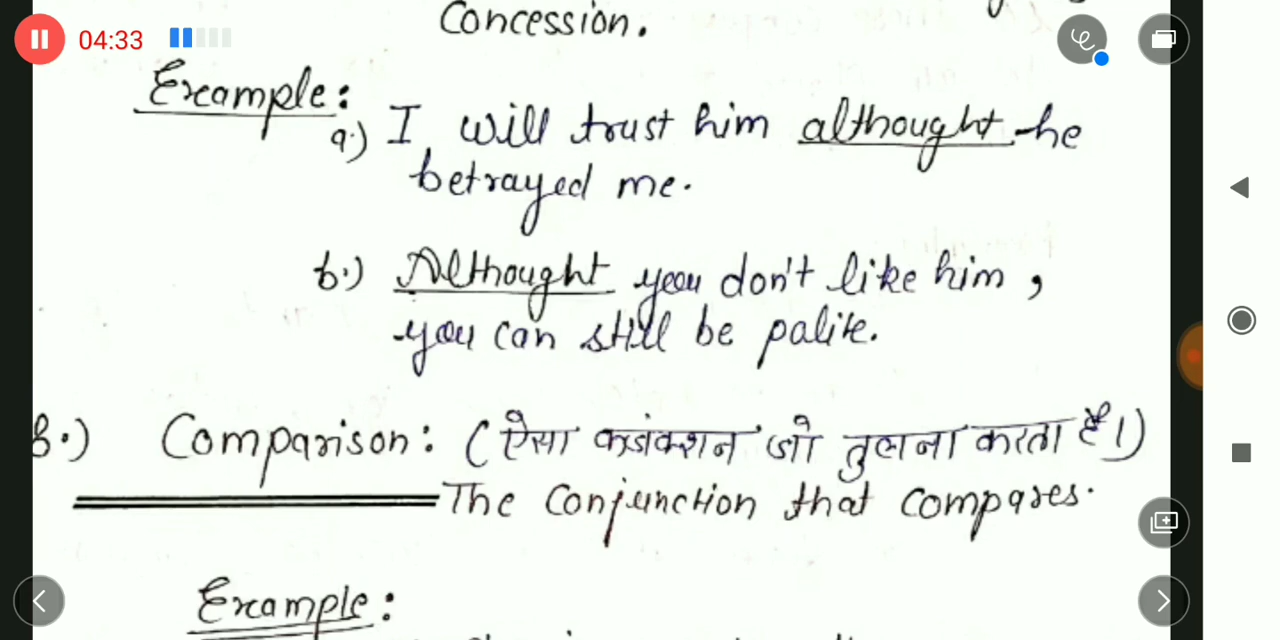 04:33
Concession.
Example:
a.) I will trust him althought he
betrayed me.
b.) Althought you don't like him,
you can still be palite.
8.) Comparison: (ऐसा कजंक्शन जो तुलना करता है।)
The Conjunction that compares.
Example: